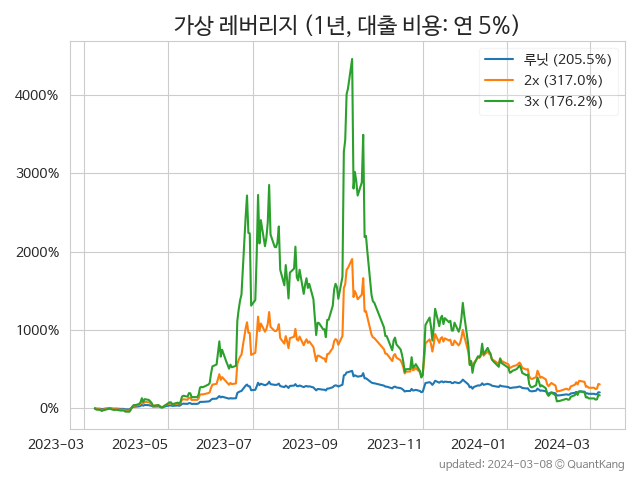 가상 레버리지 (1년, 대출 비용: 연 5%)
루닛 (205.5%)
2x (317.0%)
3x (176.2%)
4000%
3000%
2000%
1000%
0%
2023-03 2023-05 2023-07 2023-09 2023-11 2024-01 2024-03
updated: 2024-03-08 © QuantKang